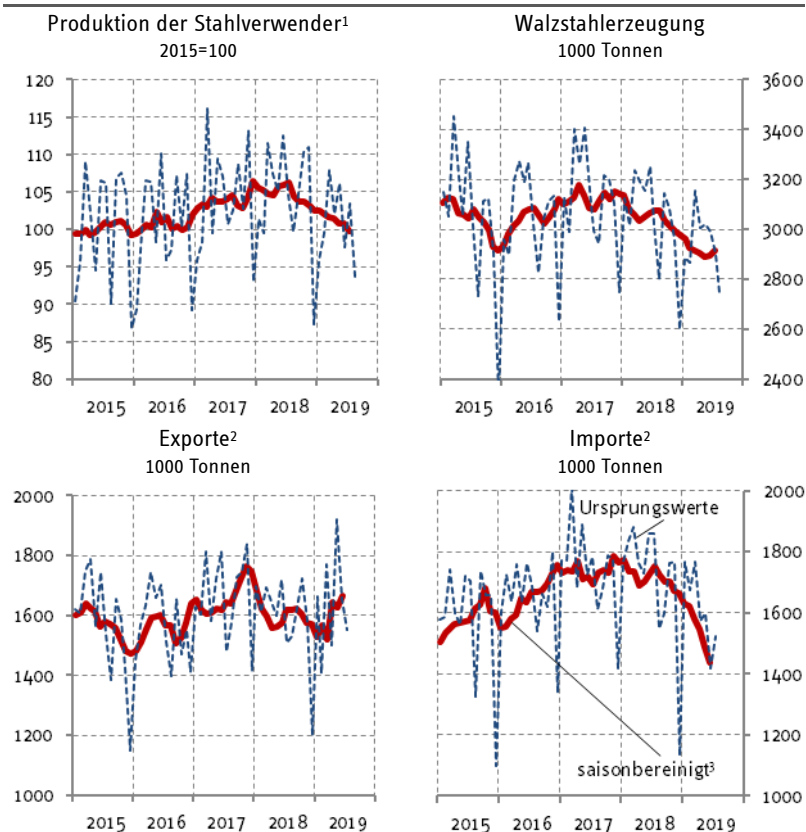 Produktion der Stahlverwender¹
2015=100
120
115
110
105
100
95
90
85
80
2015 2016 2017 2018 2019
Walzstahlerzeugung
1000 Tonnen
3600
3400
3200
3000
2800
2600
2400
2015 2016 2017 2018 2019
Exporte²
1000 Tonnen
2000
1800
1600
1400
1200
1000
2015 2016 2017 2018 2019
Importe²
1000 Tonnen
Ursprungswerte
saisonbereinigt³
2000
1800
1600
1400
1200
1000
2015 2016 2017 2018 2019